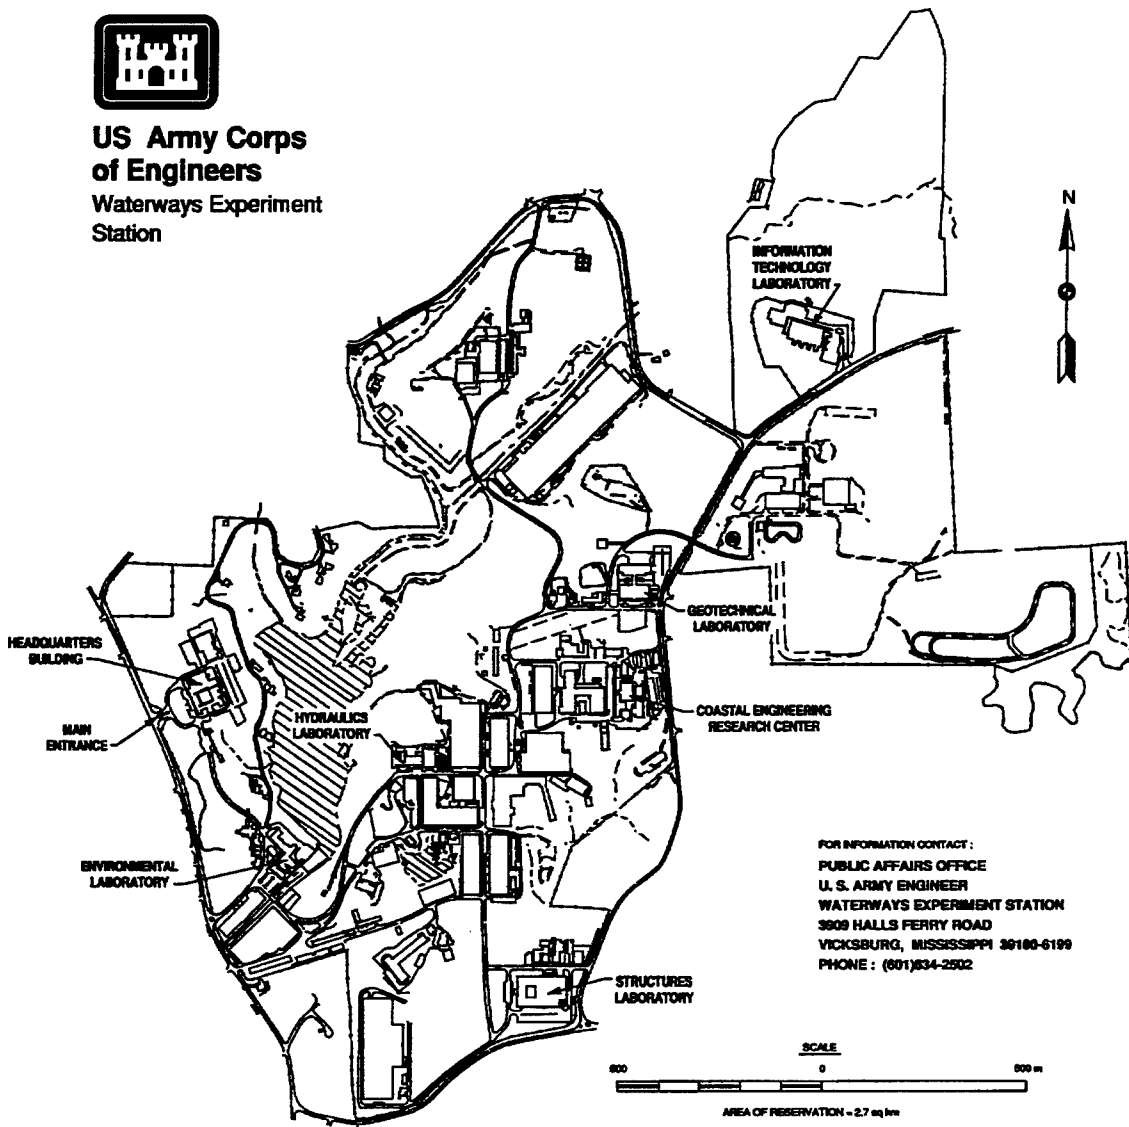 US Army Corps
of Engineers
Waterways Experiment
Station
N
INFORMATION
TECHNOLOGY
LABORATORY
GEOTECHNICAL
LABORATORY
HEADQUARTERS
BUILDING
MAIN
ENTRANCE
HYDRAULICS
LABORATORY
COASTAL ENGINEERING
RESEARCH CENTER
ENVIRONMENTAL
LABORATORY
STRUCTURES
LABORATORY
FOR INFORMATION CONTACT :
PUBLIC AFFAIRS OFFICE
U. S. ARMY ENGINEER
WATERWAYS EXPERIMENT STATION
3909 HALLS FERRY ROAD
VICKSBURG, MISSISSIPPI 39180-6199
PHONE : (601)634-2502
SCALE
500 0 500 m
AREA OF RESERVATION = 2.7 sq km